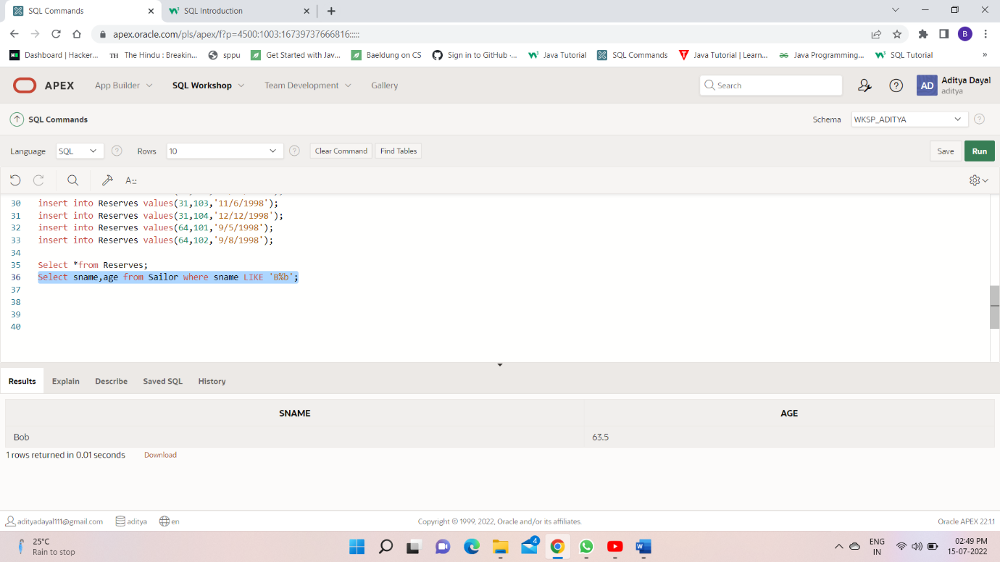 SQL Commands
SQL Introduction
apex.oracle.com/pls/apex/f?p=4500:1003:16739737666816:::::
B
Dashboard | Hacker...
TH The Hindu : Breakin...
sppu
Get Started with Jav...
Baeldung on CS
Sign in to GitHub ·...
Java Tutorial
SQL Commands
Java Tutorial | Learn...
Java Programming...
SQL Tutorial
»
APEX
App Builder
SQL Workshop
Team Development
Gallery
Search
AD
Aditya Dayal
aditya
SQL Commands
Schema
WKSP_ADITYA
Language
SQL
Rows
10
Clear Command
Find Tables
Save
Run
30 insert into Reserves values(31,103,'11/6/1998');
31 insert into Reserves values(31,104,'12/12/1998');
32 insert into Reserves values(64,101,'9/5/1998');
33 insert into Reserves values(64,102,'9/8/1998');
34
35 Select *from Reserves;
36 Select sname,age from Sailor where sname LIKE 'B%b';
37
38
39
40
Results
Explain
Describe
Saved SQL
History
SNAME
AGE
Bob
63.5
1 rows returned in 0.01 seconds
Download
adityadayal111@gmail.com
aditya
en
Copyright © 1999, 2022, Oracle and/or its affiliates.
Oracle APEX 22.1.1
25°C
Rain to stop
4
ENG
IN
02:49 PM
15-07-2022